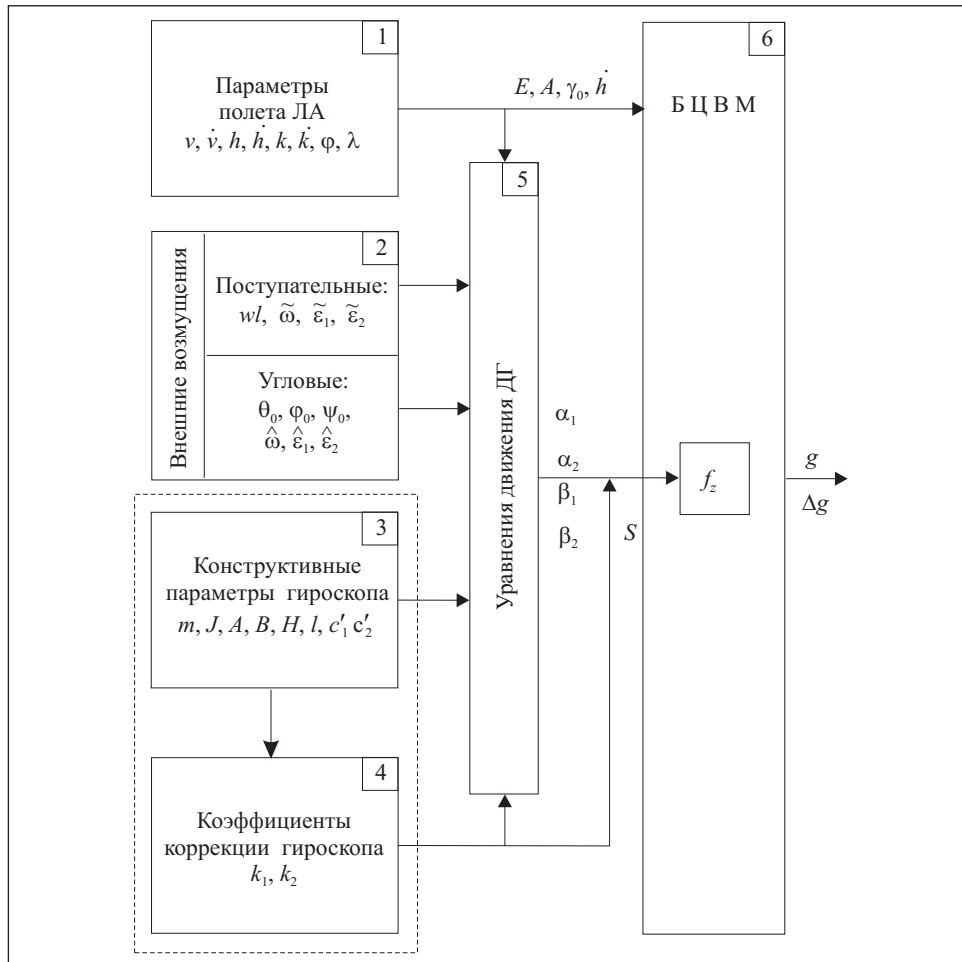 1
Параметры
полета ЛА
v, v̇, h, ḣ, k, k̇, φ, λ
E, A, γ₀, ḣ
6
Б Ц В М
5
Уравнения движения ДГ
Внешние возмущения
2
Поступательные:
wl, ω̃, ε̃₁, ε̃₂
Угловые:
θ₀, φ₀, ψ₀,
ω̂, ε̂₁, ε̂₂
α₁
α₂
β₁
β₂
S
f_z
g
Δg
3
Конструктивные
параметры гироскопа
m, J, A, B, H, l, c′₁ c′₂
4
Коэффициенты
коррекции гироскопа
k₁, k₂